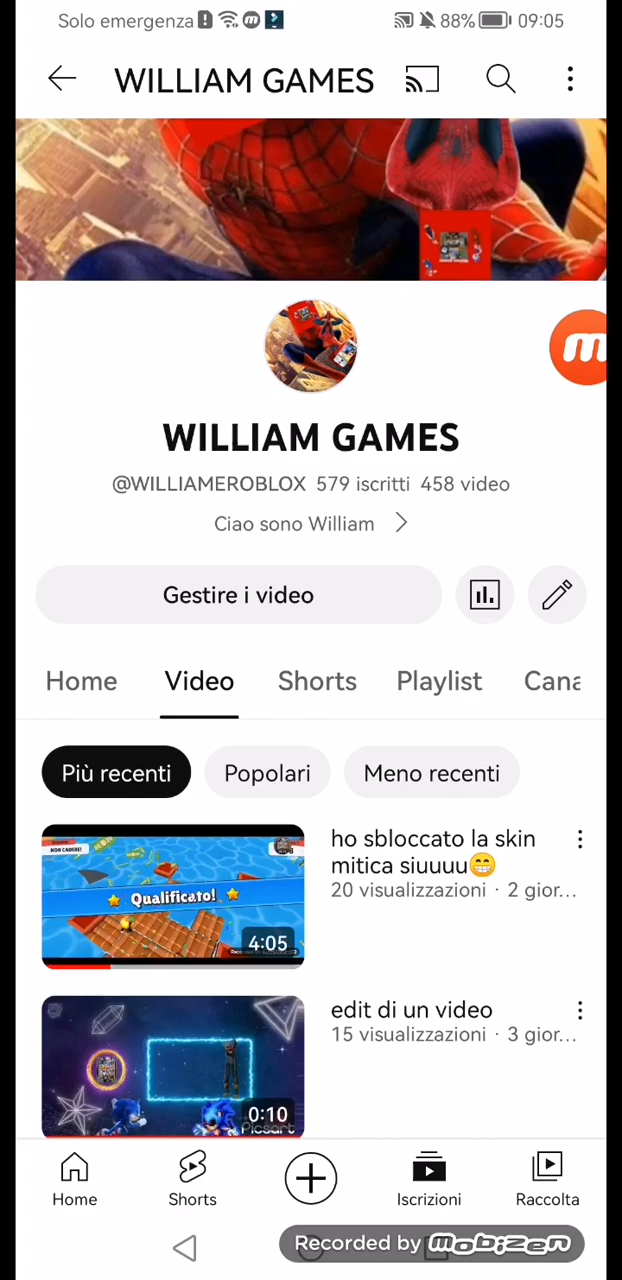 Solo emergenza 88% 09:05
WILLIAM GAMES
WILLIAM GAMES
@WILLIAMEROBLOX 579 iscritti 458 video
Ciao sono William
Gestire i video
Home Video Shorts Playlist Cana
Più recenti Popolari Meno recenti
NON CADERE!
Qualificato!
4:05
ho sbloccato la skin
mitica siuuuu😁
20 visualizzazioni · 2 gior...
0:10
Picsart
edit di un video
15 visualizzazioni · 3 gior...
Home Shorts Iscrizioni Raccolta
Recorded by mobizen